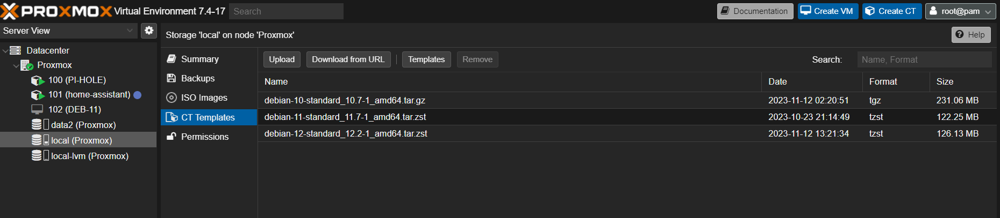 PROXMOX Virtual Environment 7.4-17 Search Documentation Create VM Create CT root@pam
Server View
Storage 'local' on node 'Proxmox' Help
Datacenter
Proxmox
100 (PI-HOLE)
101 (home-assistant)
102 (DEB-11)
data2 (Proxmox)
local (Proxmox)
local-lvm (Proxmox)
Summary
Backups
ISO Images
CT Templates
Permissions
Upload Download from URL Templates Remove Search: Name, Format
Name Date Format Size
debian-10-standard_10.7-1_amd64.tar.gz 2023-11-12 02:20:51 tgz 231.06 MB
debian-11-standard_11.7-1_amd64.tar.zst 2023-10-23 21:14:49 tzst 122.25 MB
debian-12-standard_12.2-1_amd64.tar.zst 2023-11-12 13:21:34 tzst 126.13 MB